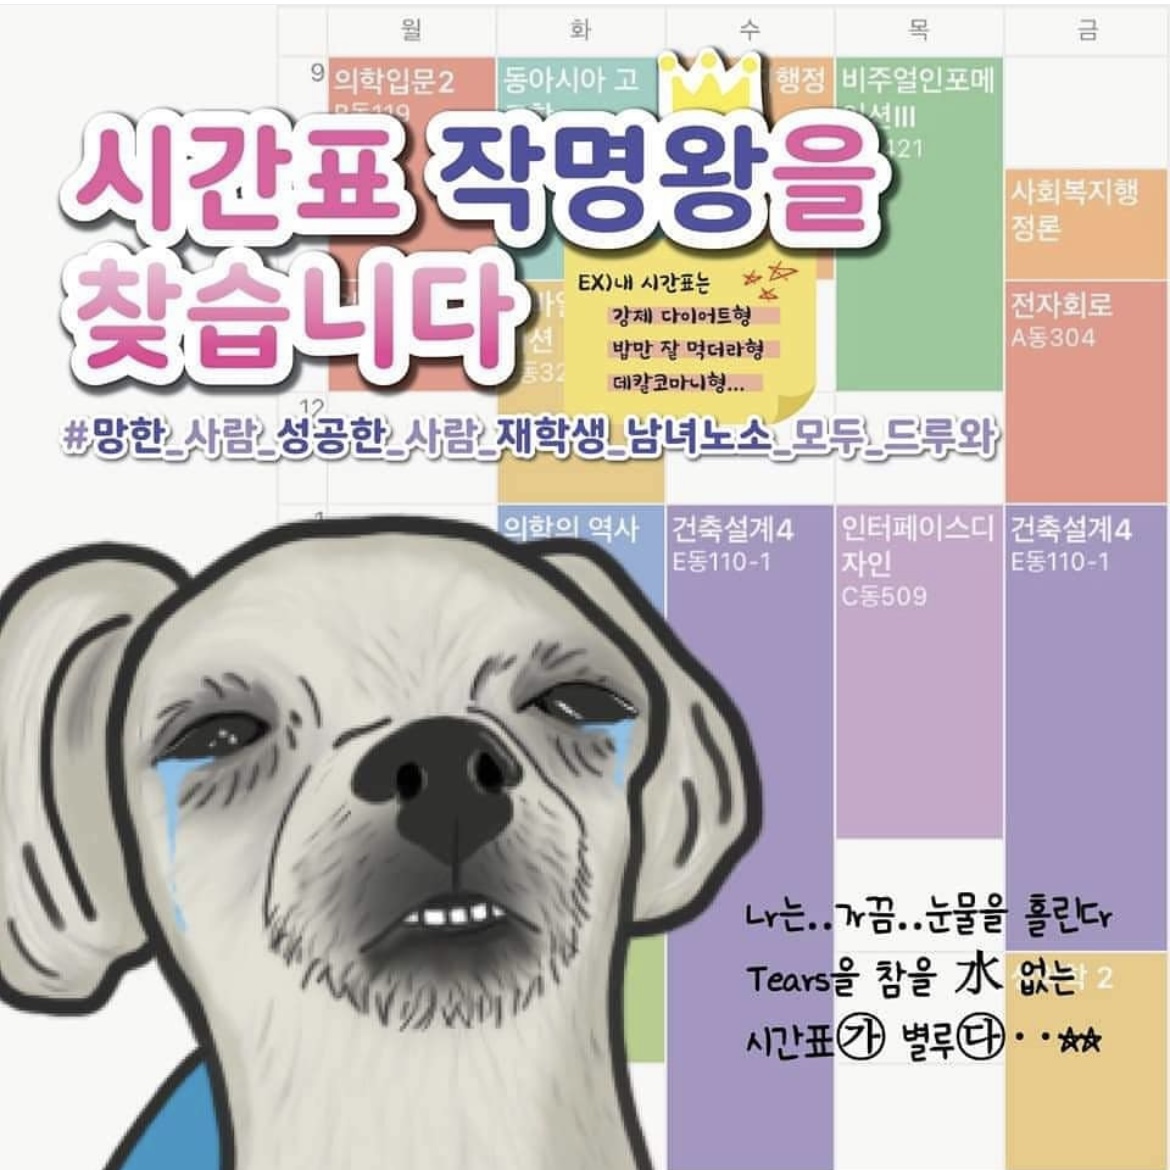 월 화 수 목 금
9
의학입문2
B동119
동아시아 고
행정
비주얼인포메
션III
421
사회복지행
정론
전자회로
A동304
시간표 작명왕을
찾습니다
EX)내 시간표는
강제 다이어트형
밥만 잘 먹더라형
데칼코마니형...
션
동32
12
#망한_사람_성공한_사람_재학생_남녀노소_모두_드루와
1
의학의 역사
건축설계4
E동110-1
인터페이스디
자인
C동509
건축설계4
E동110-1
나는..가끔..눈물을 흘린다
Tears을 참을 水 없는
학 2
시간표㉮ 별루㉰··☆☆